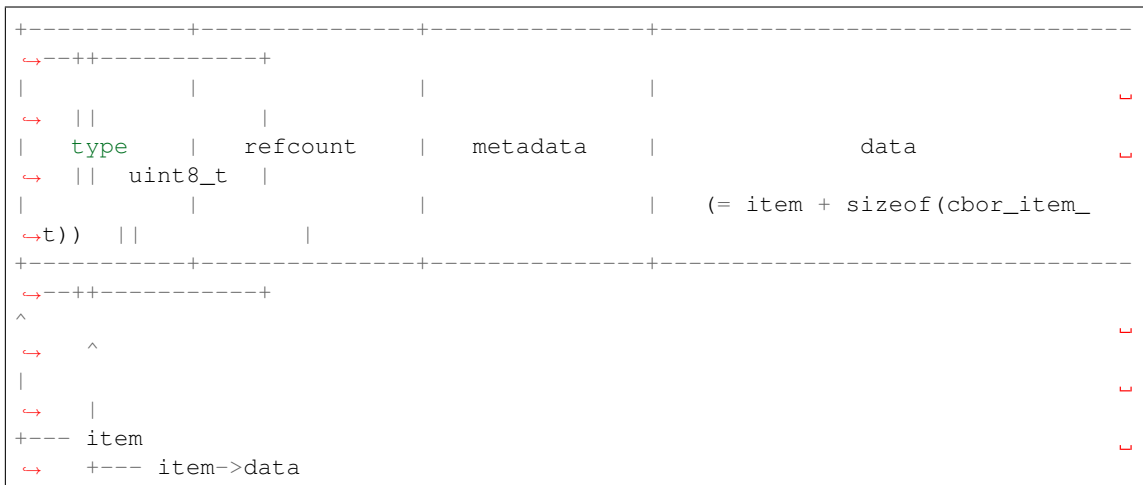 +-----------+---------------+---------------+---------------------------------
↪--++-----------+
|           |               |               |                                ␣
↪   ||           |
|   type    |   refcount    |   metadata    |              data              ␣
↪   ||  uint8_t  |
|           |               |               |   (= item + sizeof(cbor_item_
↪t))  ||           |
+-----------+---------------+---------------+---------------------------------
↪--++-----------+
^                                                                            ␣
↪    ^
|                                                                            ␣
↪    |
+--- item                                                                    ␣
↪    +--- item->data